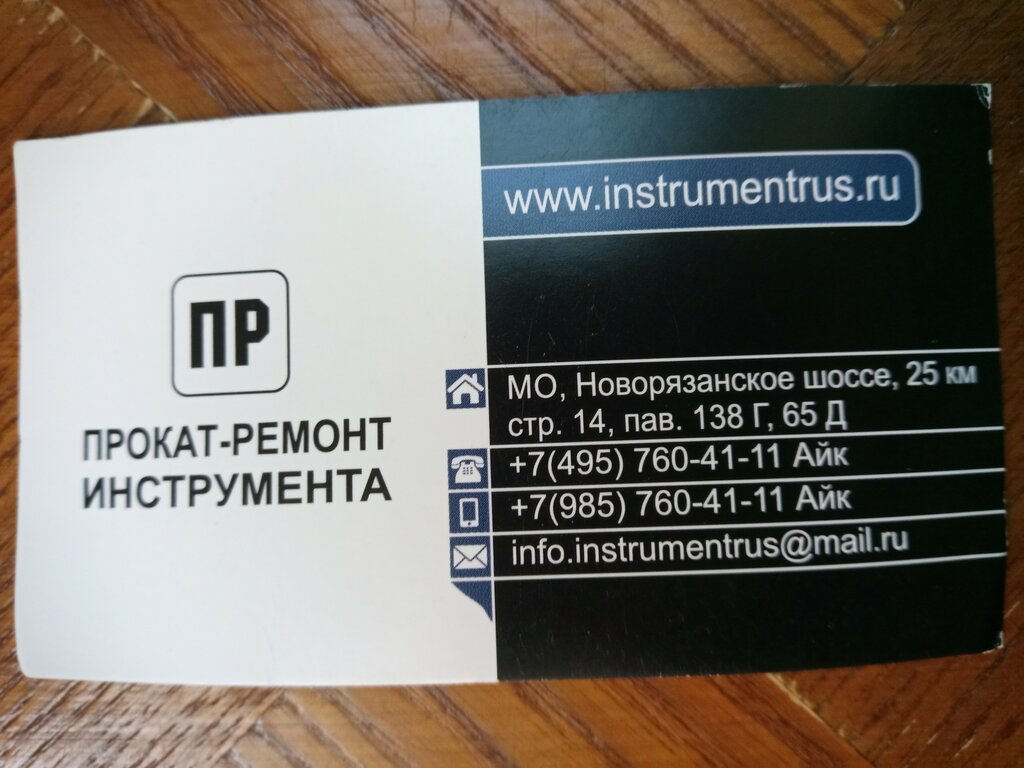 ПР
ПРОКАТ-РЕМОНТ
ИНСТРУМЕНТА
www.instrumentrus.ru
МО, Новорязанское шоссе, 25 км
стр. 14, пав. 138 Г, 65 Д
+7(495) 760-41-11 Айк
+7(985) 760-41-11 Айк
info.instrumentrus@mail.ru